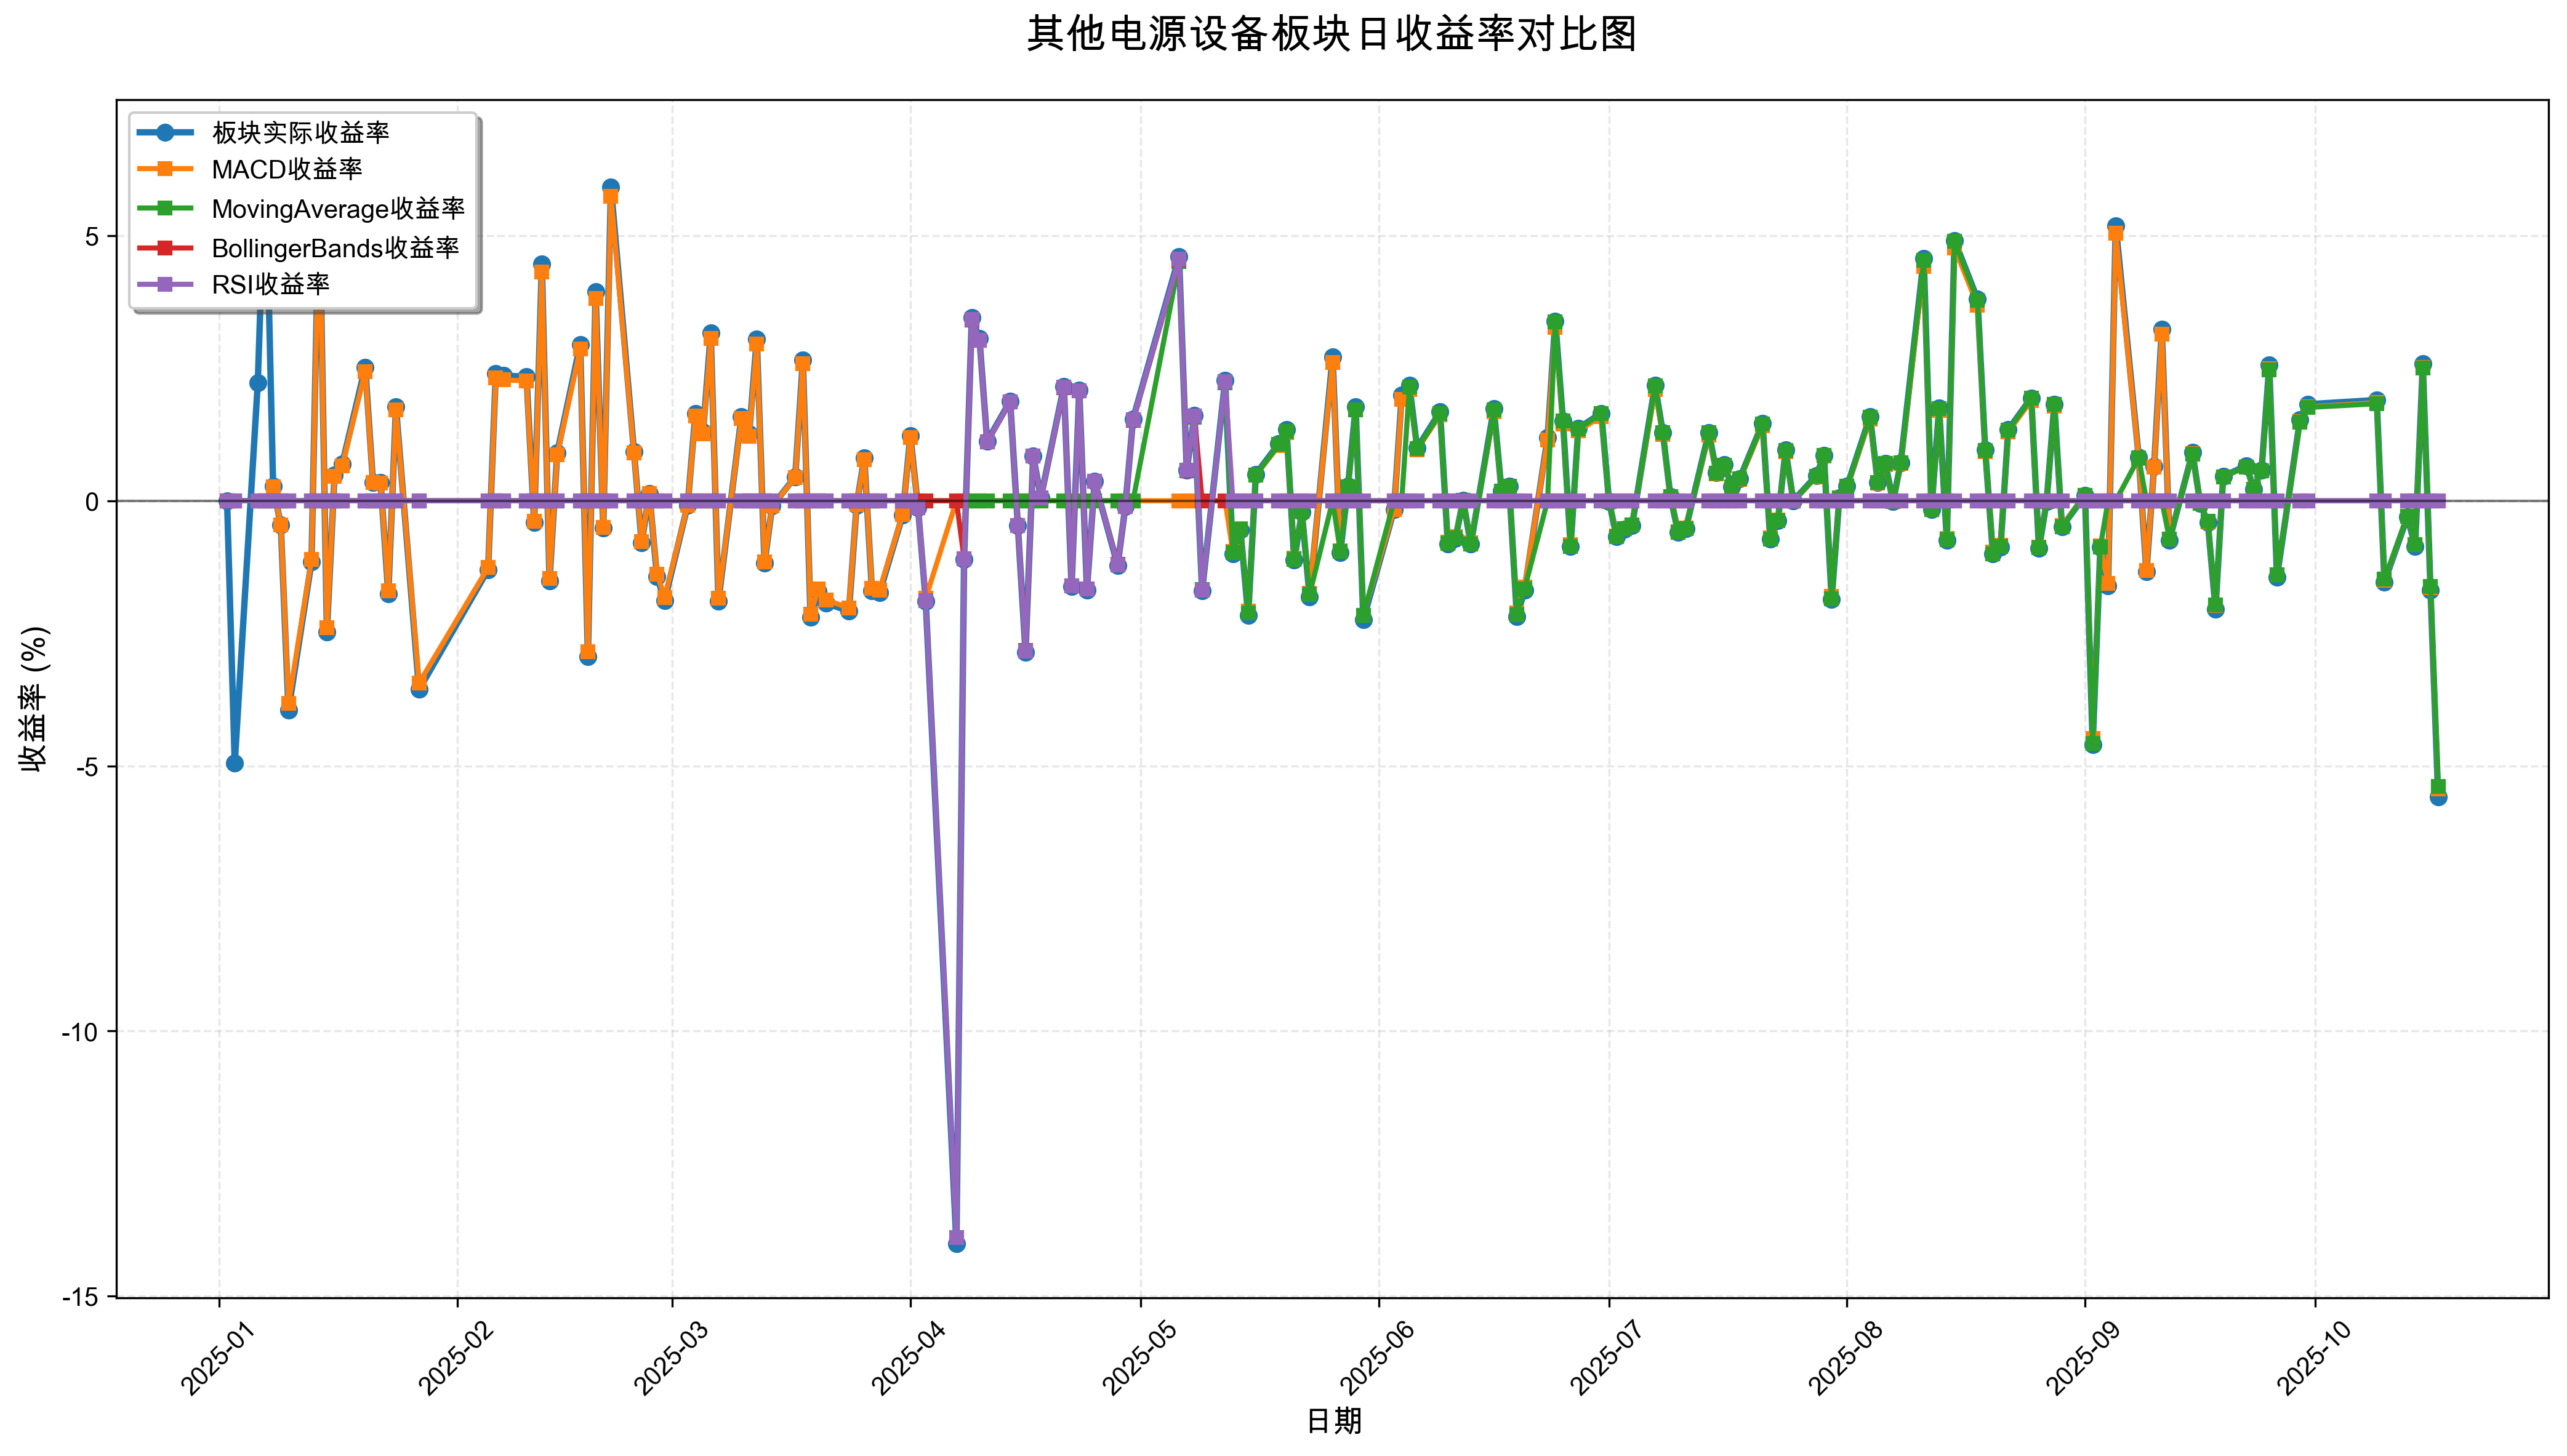 其他电源设备板块日收益率对比图
板块实际收益率
MACD收益率
MovingAverage收益率
BollingerBands收益率
RSI收益率
收益率 (%)
5
0
-5
-10
-15
2025-01
2025-02
2025-03
2025-04
2025-05
2025-06
2025-07
2025-08
2025-09
2025-10
日期